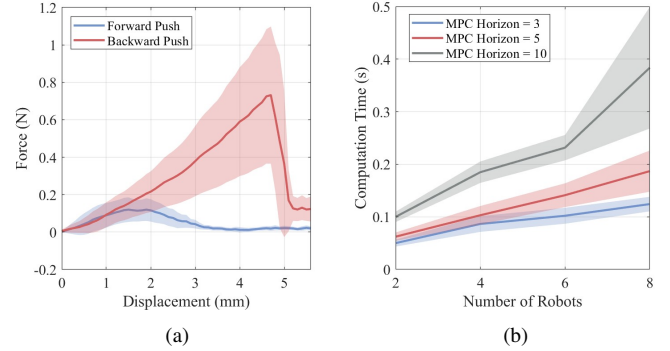 Forward Push
Backward Push
Force (N)
1.2
1
0.8
0.6
0.4
0.2
0
-0.2
0 1 2 3 4 5
Displacement (mm)
(a)
MPC Horizon = 3
MPC Horizon = 5
MPC Horizon = 10
Computation Time (s)
0.5
0.4
0.3
0.2
0.1
0
2 4 6 8
Number of Robots
(b)